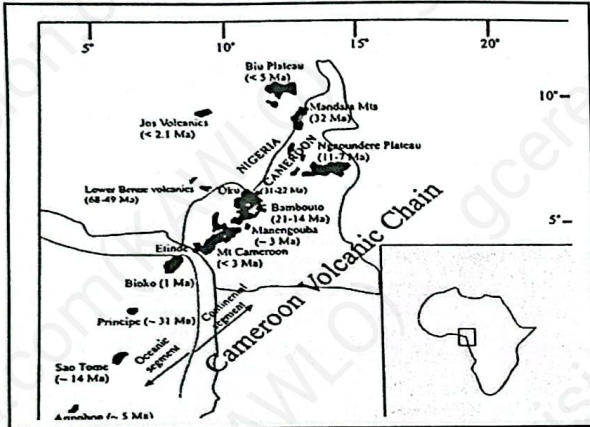 5°
10°
15°
20°
Biu Plateau
(< 5 Ma)
10°
Mandara Mts
(32 Ma)
Jos Volcanics
(< 2.1 Ma)
NIGERIA
CAMEROON
Ngaoundere Plateau
(11-7 Ma)
Lower Benue volcanics
(68-49 Ma)
Oku
(31-22 Ma)
Bambouto
(21-14 Ma)
5°
Manengouba
(~ 3 Ma)
Etinde
Mt Cameroon
(< 3 Ma)
Bioko (1 Ma)
Cameroon Volcanic Chain
Continental
segment
Principe (~ 31 Ma)
Oceanic
segment
Sao Tome
(~ 14 Ma)
Annobon (~ 5 Ma)